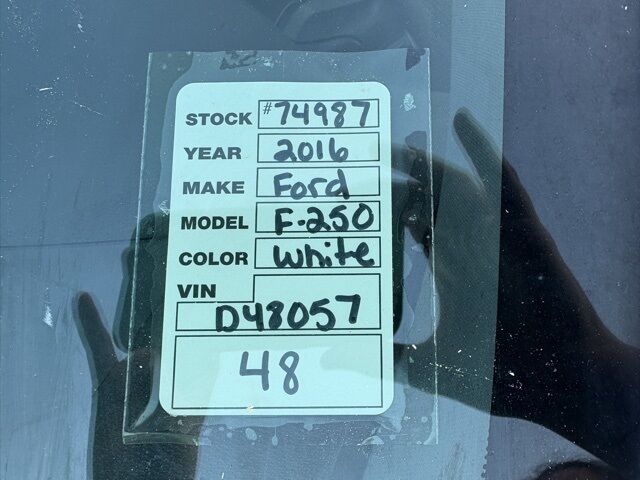 STOCK #74987
YEAR 2016
MAKE Ford
MODEL F-250
COLOR White
VIN
D48057
48